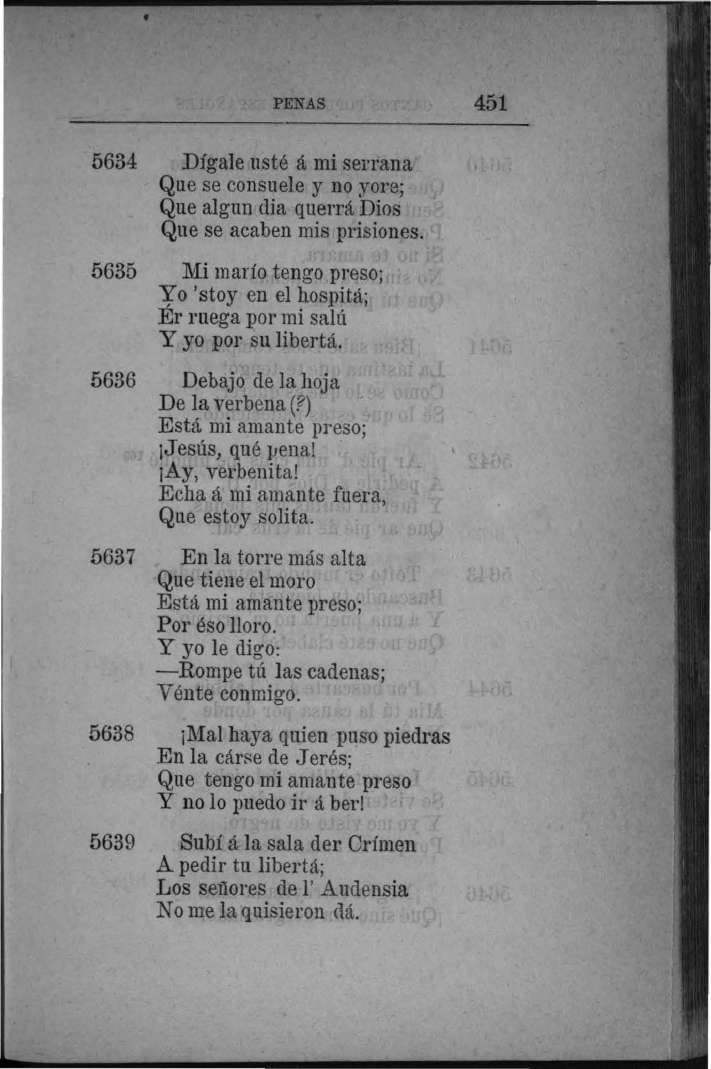 PENAS 451
5634 Dígale usté á mi serrana
Que se consuele y no yore;
Que algun dia querrá Dios
Que se acaben mis prisiones.
5635 Mi marío tengo preso;
Yo 'stoy en el hospitá;
Ér ruega por mi salú
Y yo por su libertá.
5636 Debajo de la hoja
De la verbena (?)
Está mi amante preso;
¡Jesús, qué pena!
¡Ay, verbenita!
Echa á mi amante fuera,
Que estoy solita.
5637 En la torre más alta
Que tiene el moro
Está mi amante preso;
Por éso lloro.
Y yo le digo:
—Rompe tú las cadenas;
Vénte conmigo.
5638 ¡Mal haya quien puso piedras
En la cárse de Jerés;
Que tengo mi amante preso
Y no lo puedo ir á ber!
5639 Subí á la sala der Crímen
A pedir tu libertá;
Los señores de l' Audensia
No me la quisieron dá.